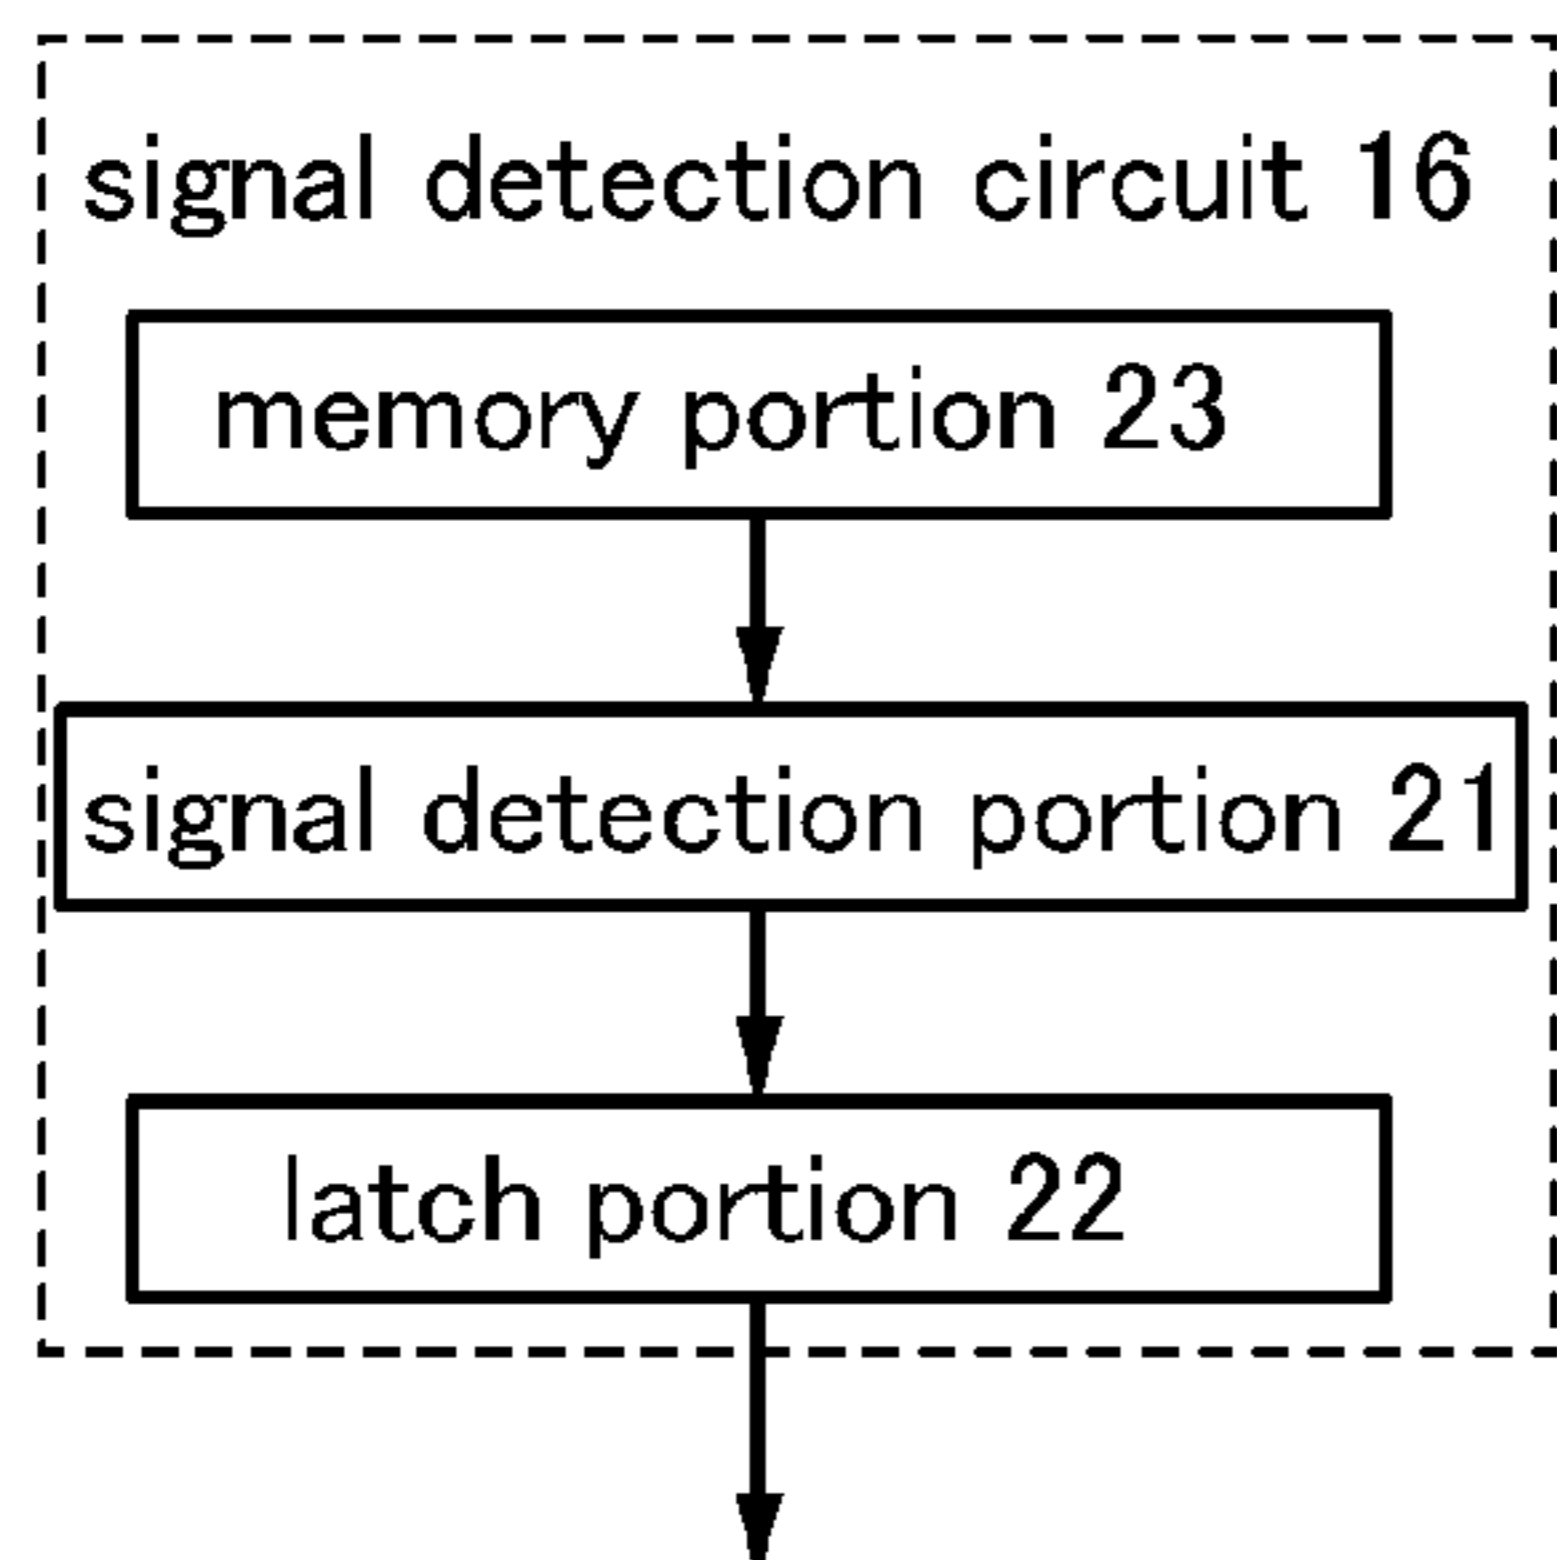 signal detection circuit 16
memory portion 23
signal detection portion 21
latch portion 22